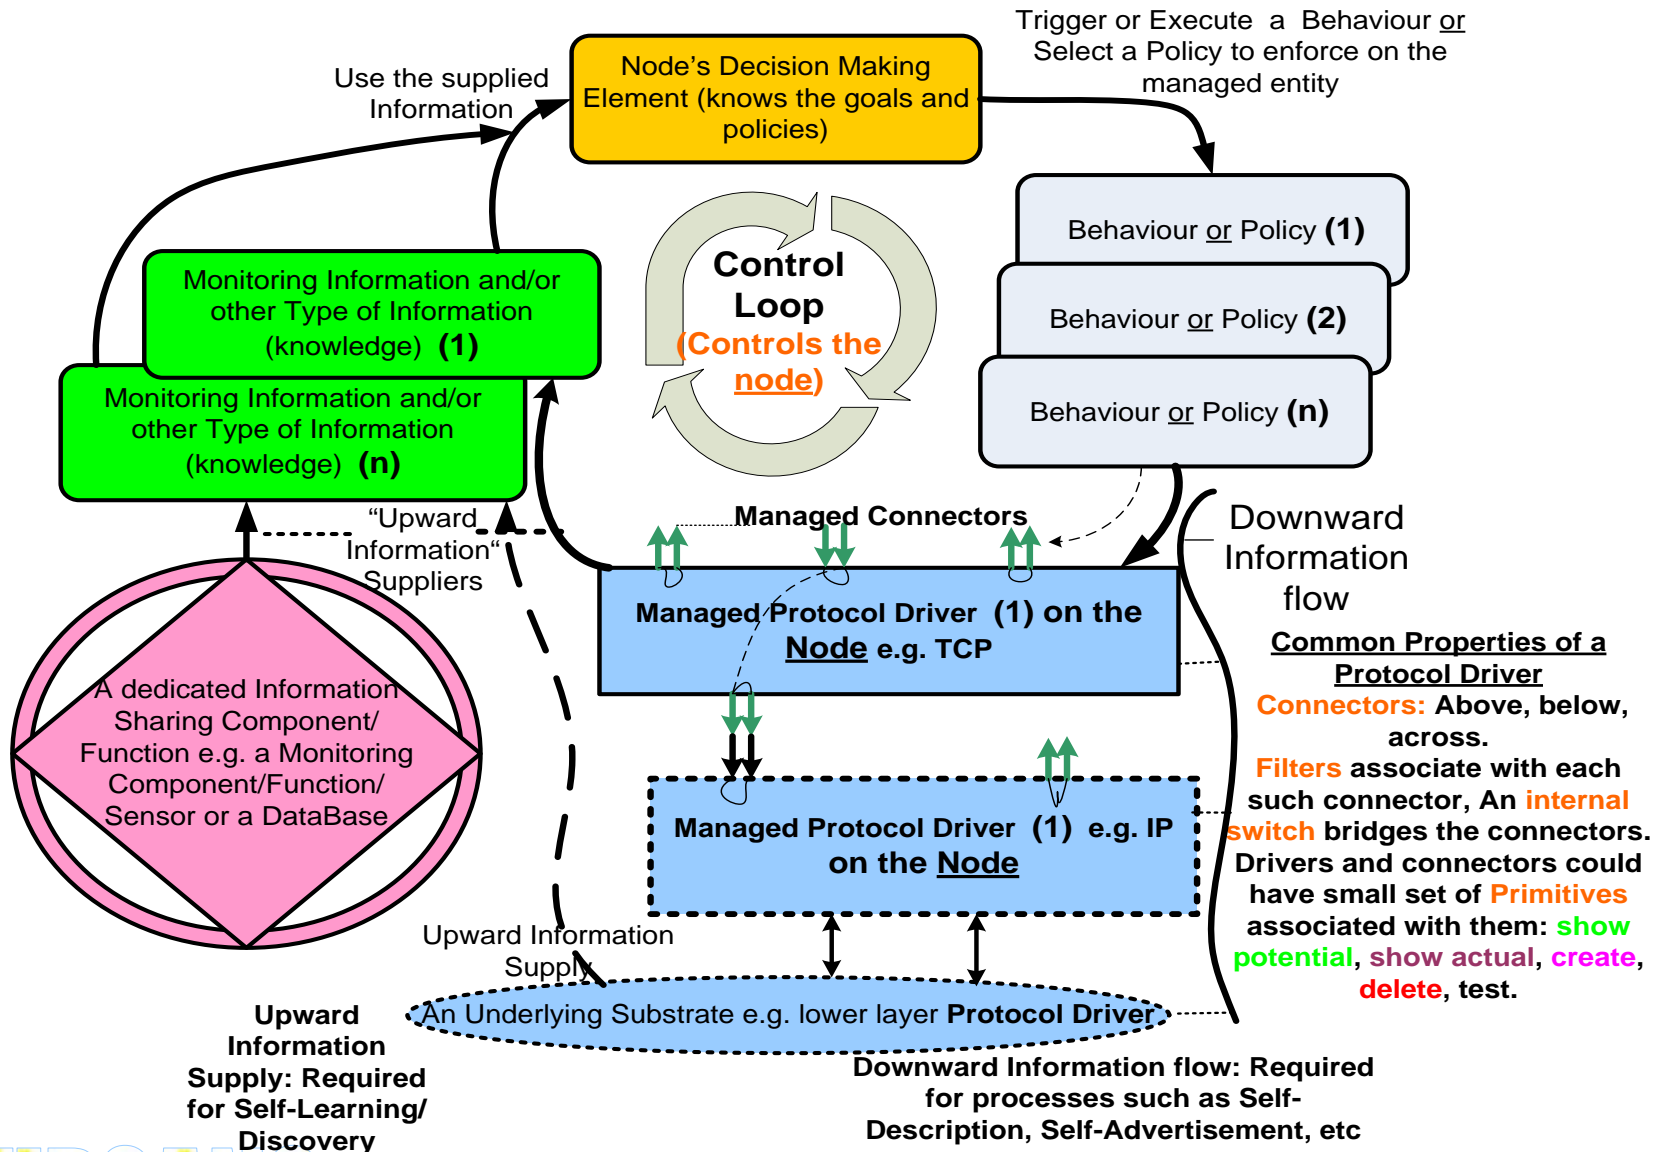 Trigger or Execute a Behaviour or
Select a Policy to enforce on the
managed entity
Use the supplied
Information
Node's Decision Making
Element (knows the goals and
policies)
Behaviour or Policy (1)
Behaviour or Policy (2)
Behaviour or Policy (n)
Control
Loop
(Controls the
node)
Monitoring Information and/or
other Type of Information
(knowledge) (1)
Monitoring Information and/or
other Type of Information
(knowledge) (n)
“Upward
Information“
Suppliers
Managed Connectors
Downward
Information
flow
Managed Protocol Driver (1) on the
Node e.g. TCP
A dedicated Information
Sharing Component/
Function e.g. a Monitoring
Component/Function/
Sensor or a DataBase
Common Properties of a
Protocol Driver
Connectors: Above, below,
across.
Filters associate with each
such connector, An internal
switch bridges the connectors.
Drivers and connectors could
have small set of Primitives
associated with them: show
potential, show actual, create,
delete, test.
Managed Protocol Driver (1) e.g. IP
on the Node
Upward Information
Supply
An Underlying Substrate e.g. lower layer Protocol Driver
Upward
Information
Supply: Required
for Self-Learning/
Discovery
Downward Information flow: Required
for processes such as Self-
Description, Self-Advertisement, etc